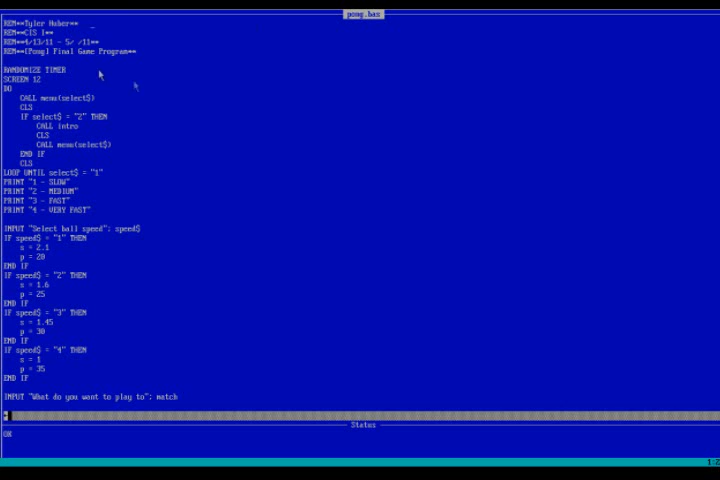 pong.bas
REM**Tyler Huber**
REM**CIS I**
REM**4/13/11 - 5/ /11**
REM**[Pong] Final Game Program**
RANDOMIZE TIMER
SCREEN 12
DO
CALL menu(select$)
CLS
IF select$ = "2" THEN
CALL intro
CLS
CALL menu(select$)
END IF
CLS
LOOP UNTIL select$ = "1"
PRINT "1 - SLOW"
PRINT "2 - MEDIUM"
PRINT "3 - FAST"
PRINT "4 - VERY FAST"
INPUT "Select ball speed"; speed$
IF speed$ = "1" THEN
s = 2.1
p = 20
END IF
IF speed$ = "2" THEN
s = 1.6
p = 25
END IF
IF speed$ = "3" THEN
s = 1.45
p = 30
END IF
IF speed$ = "4" THEN
s = 1
p = 35
END IF
INPUT "What do you want to play to"; match
Status
OK